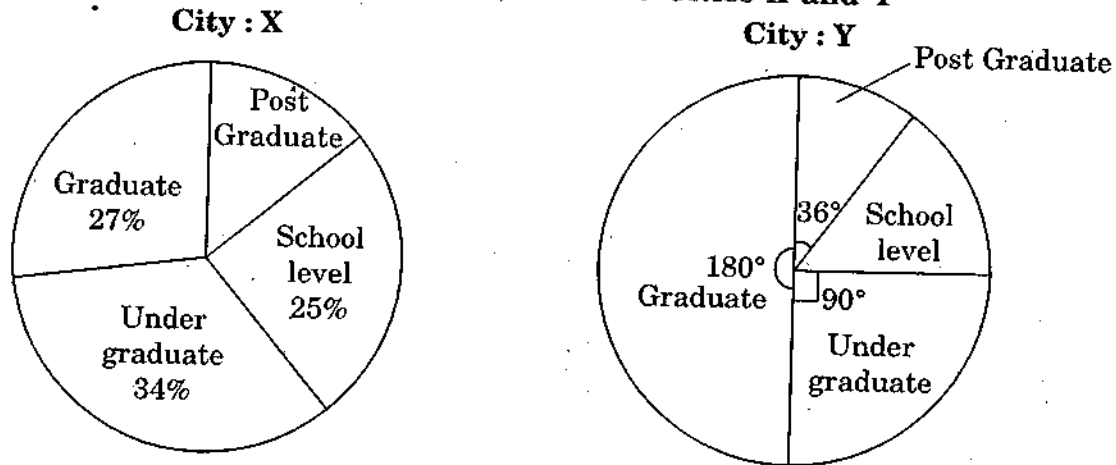 City : X
Post
Graduate
Graduate
27%
School
level
25%
Under
graduate
34%
X and Y
City : Y
Post Graduate
36°
School
level
180°
Graduate
90°
Under
graduate